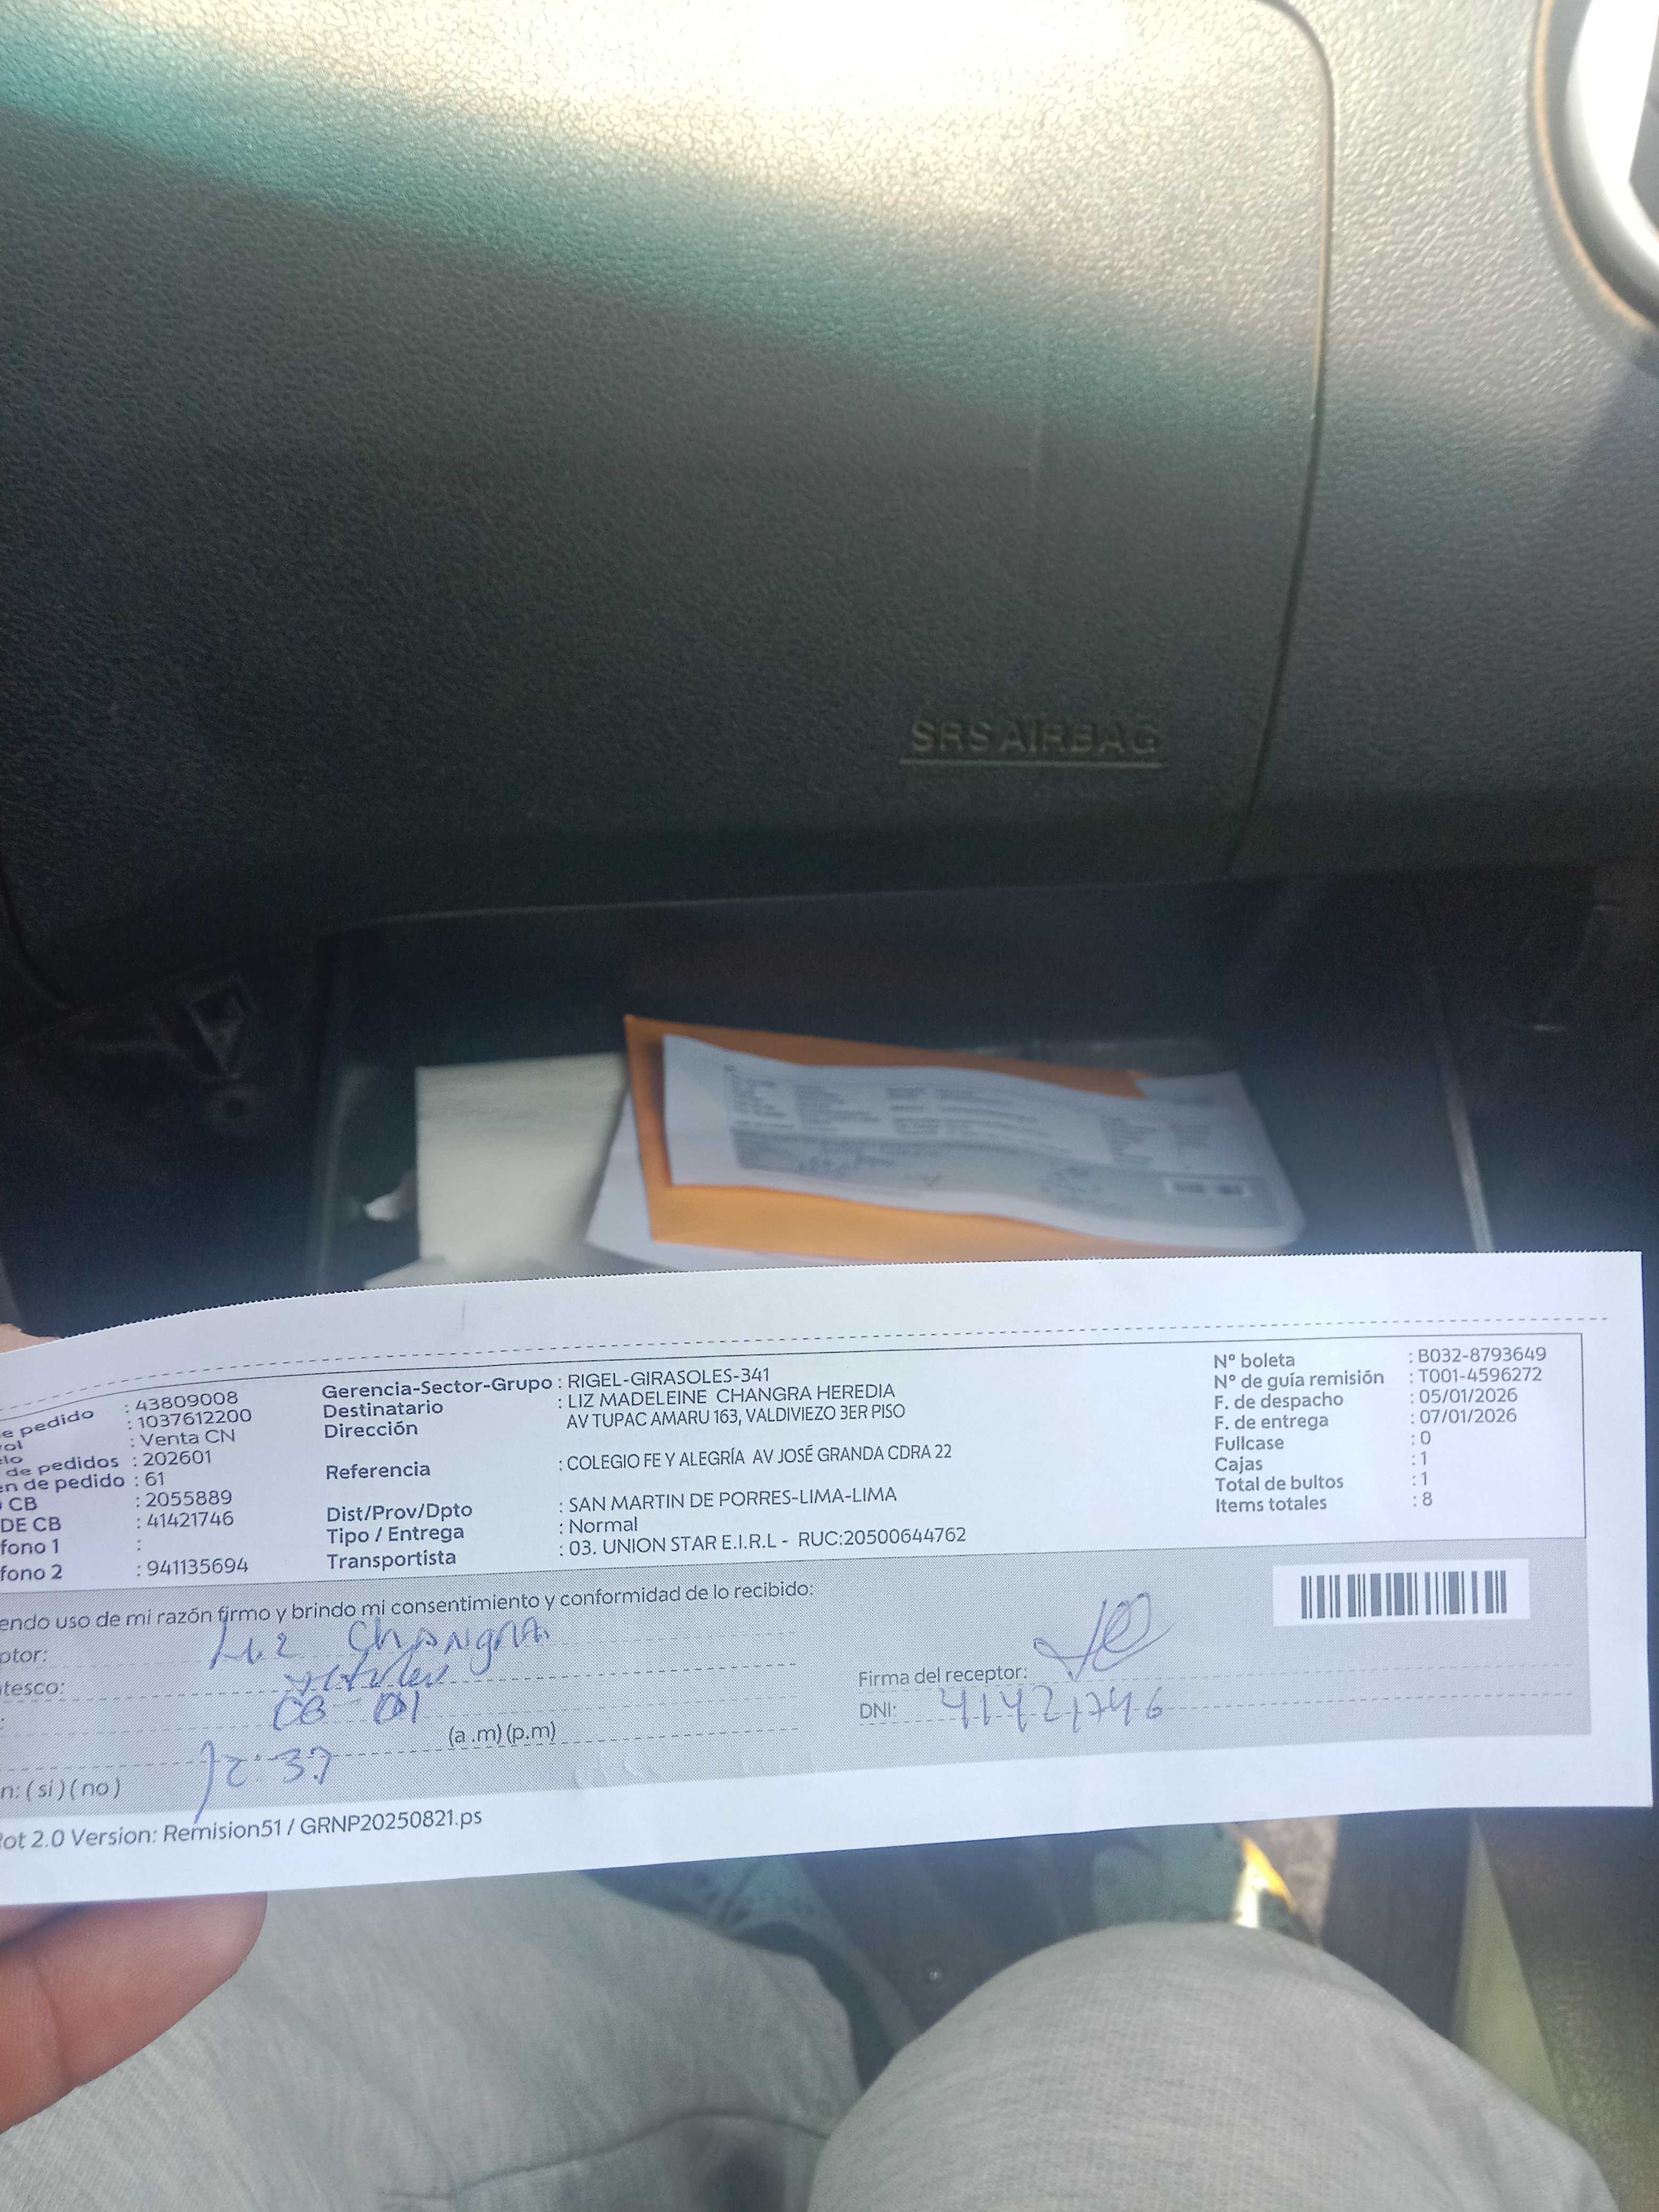 SRS AIRBAG
e pedido : 43809008
ol : 1037612200
lo : Venta CN
de pedidos : 202601
en de pedido : 61
CB : 2055889
DE CB : 41421746
fono 1 :
fono 2 : 941135694
Gerencia-Sector-Grupo : RIGEL-GIRASOLES-341
Destinatario : LIZ MADELEINE CHANGRA HEREDIA
Dirección AV TUPAC AMARU 163, VALDIVIEZO 3ER PISO
Referencia : COLEGIO FE Y ALEGRÍA AV JOSÉ GRANDA CDRA 22
Dist/Prov/Dpto : SAN MARTIN DE PORRES-LIMA-LIMA
Tipo / Entrega : Normal
Transportista : 03. UNION STAR E.I.R.L - RUC:20500644762
Nº boleta : B032-8793649
Nº de guía remisión : T001-4596272
F. de despacho : 05/01/2026
F. de entrega : 07/01/2026
Fullcase : 0
Cajas : 1
Total de bultos : 1
Items totales : 8
endo uso de mi razón firmo y brindo mi consentimiento y conformidad de lo recibido:
ptor: Liz Changra
tesco: titular
: 08-01
12:37 (a .m) (p.m)
n: ( si ) ( no )
Firma del receptor:
DNI: 41421746
Rot 2.0 Version: Remision51 / GRNP20250821.ps